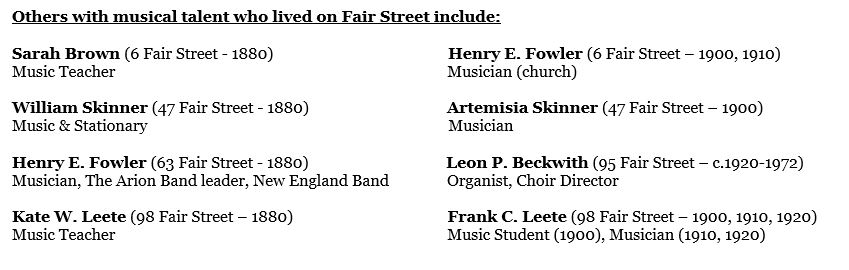 Others with musical talent who lived on Fair Street include:
Sarah Brown (6 Fair Street - 1880)
Music Teacher
Henry E. Fowler (6 Fair Street – 1900, 1910)
Musician (church)
William Skinner (47 Fair Street - 1880)
Music & Stationary
Artemisia Skinner (47 Fair Street – 1900)
Musician
Henry E. Fowler (63 Fair Street - 1880)
Musician, The Arion Band leader, New England Band
Leon P. Beckwith (95 Fair Street – c.1920-1972)
Organist, Choir Director
Kate W. Leete (98 Fair Street – 1880)
Music Teacher
Frank C. Leete (98 Fair Street – 1900, 1910, 1920)
Music Student (1900), Musician (1910, 1920)